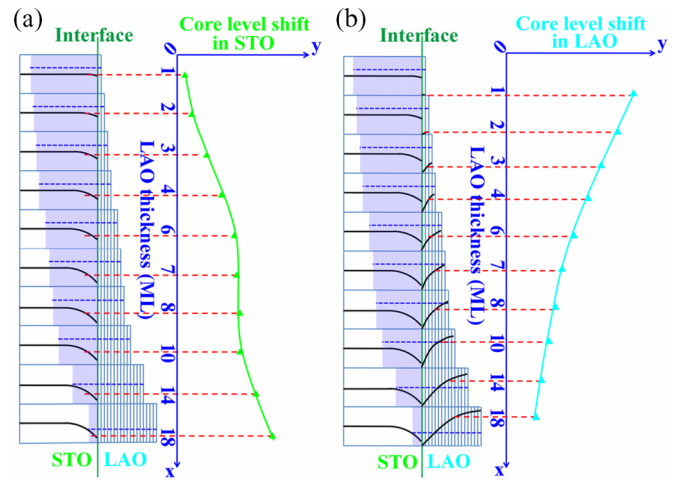 (a)
Interface
Core level shift
in STO
0
y
1
2
3
4
6
7
8
10
14
18
LAO thickness (ML)
STO
LAO
x
(b)
Interface
Core level shift
in LAO
0
y
1
2
3
4
6
7
8
10
14
18
LAO thickness (ML)
STO
LAO
x